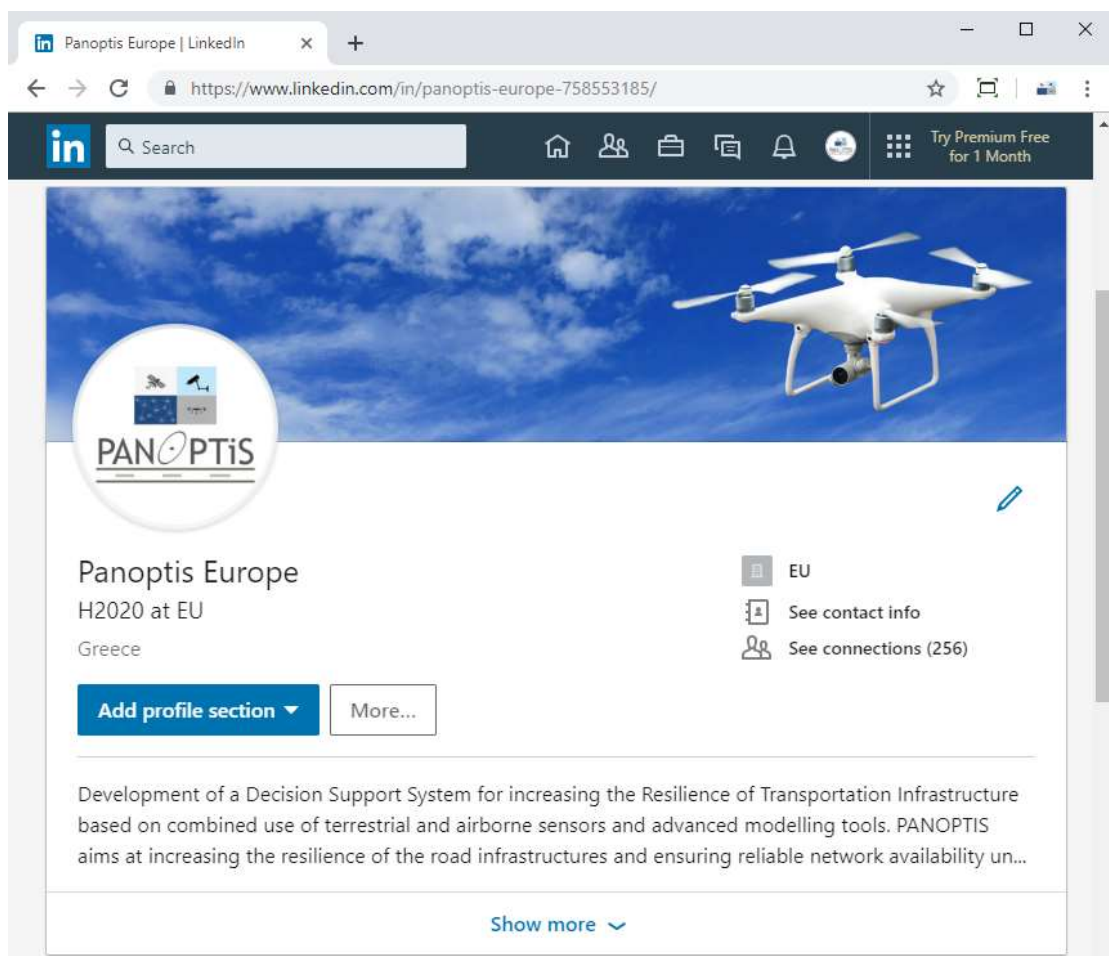 Panoptis Europe | LinkedIn
https://www.linkedin.com/in/panoptis-europe-758553185/
in Search
Try Premium Free
for 1 Month
PANOPTiS
Panoptis Europe
H2020 at EU
Greece
EU
See contact info
See connections (256)
Add profile section
More...
Development of a Decision Support System for increasing the Resilience of Transportation Infrastructure
based on combined use of terrestrial and airborne sensors and advanced modelling tools. PANOPTIS
aims at increasing the resilience of the road infrastructures and ensuring reliable network availability un...
Show more